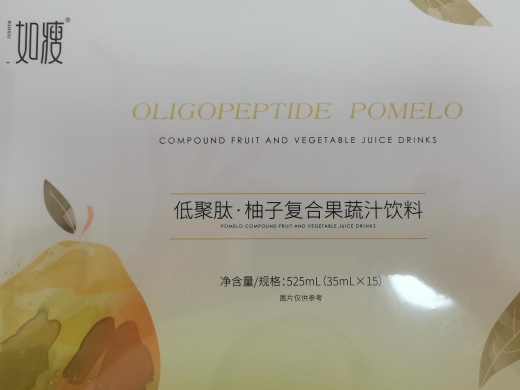 如瘦®
OLIGOPEPTIDE POMELO
COMPOUND FRUIT AND VEGETABLE JUICE DRINKS
低聚肽·柚子复合果蔬汁饮料
POMELO COMPOUND FRUIT AND VEGETABLE JUICE DRINKS
净含量/规格:525mL(35mL×15)
图片仅供参考